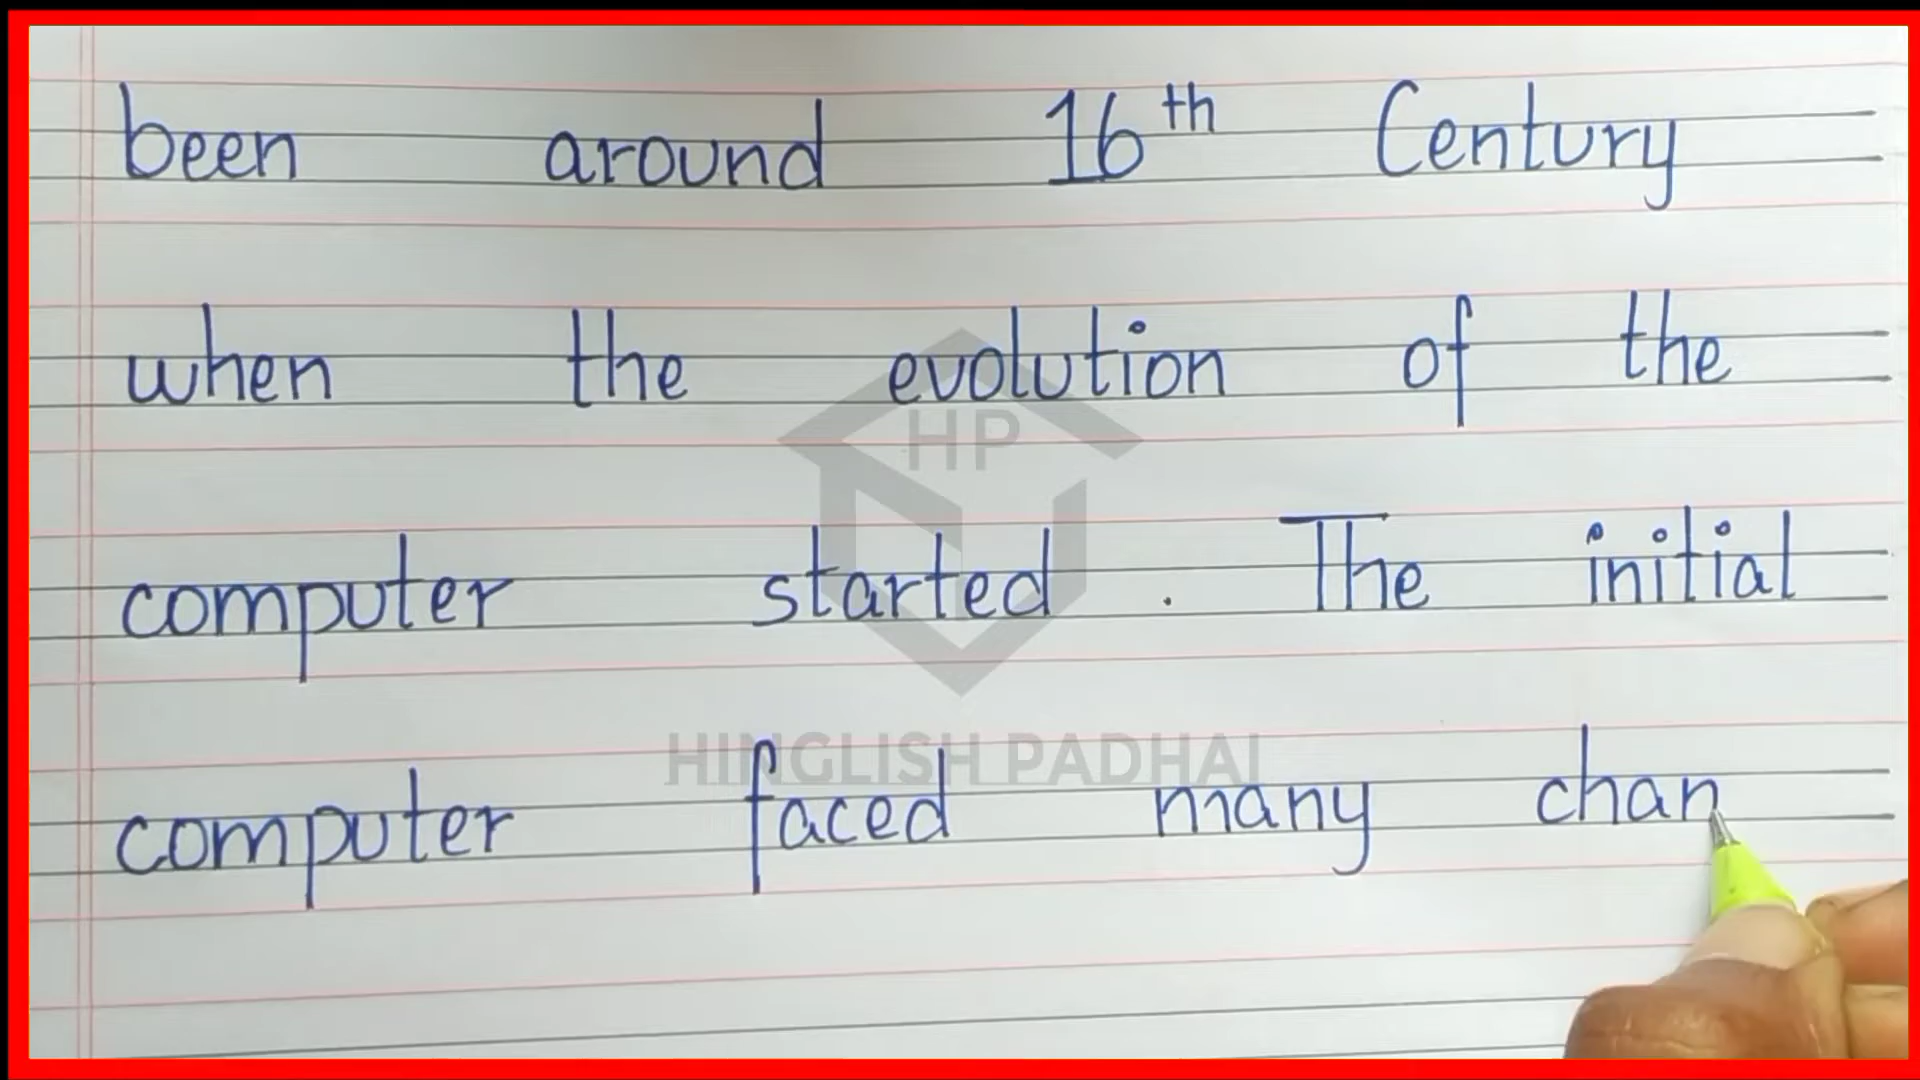 been around 16th Century
when the evolution of the
HP
computer started . The initial
HINGLISH PADHAI
computer faced many chan